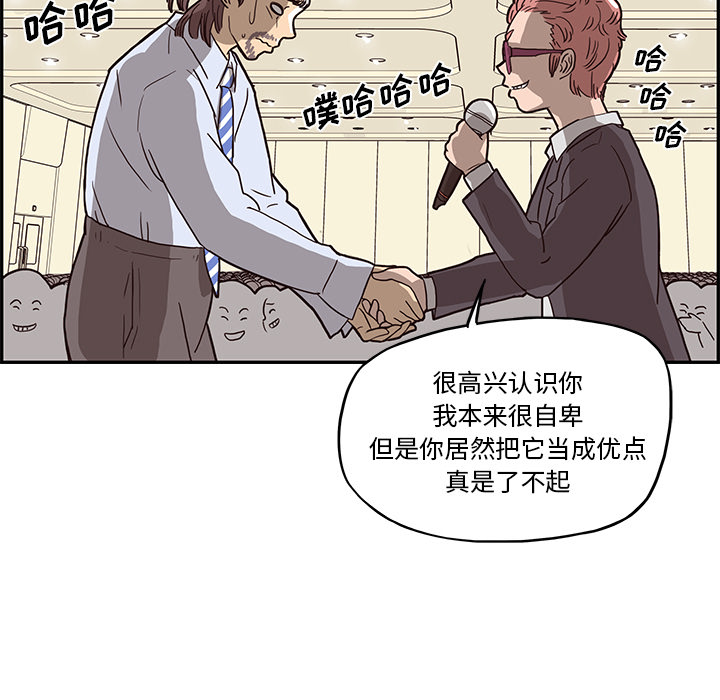 哈哈
噗哈哈哈
哈哈哈
很高兴认识你
我本来很自卑
但是你居然把它当成优点
真是了不起